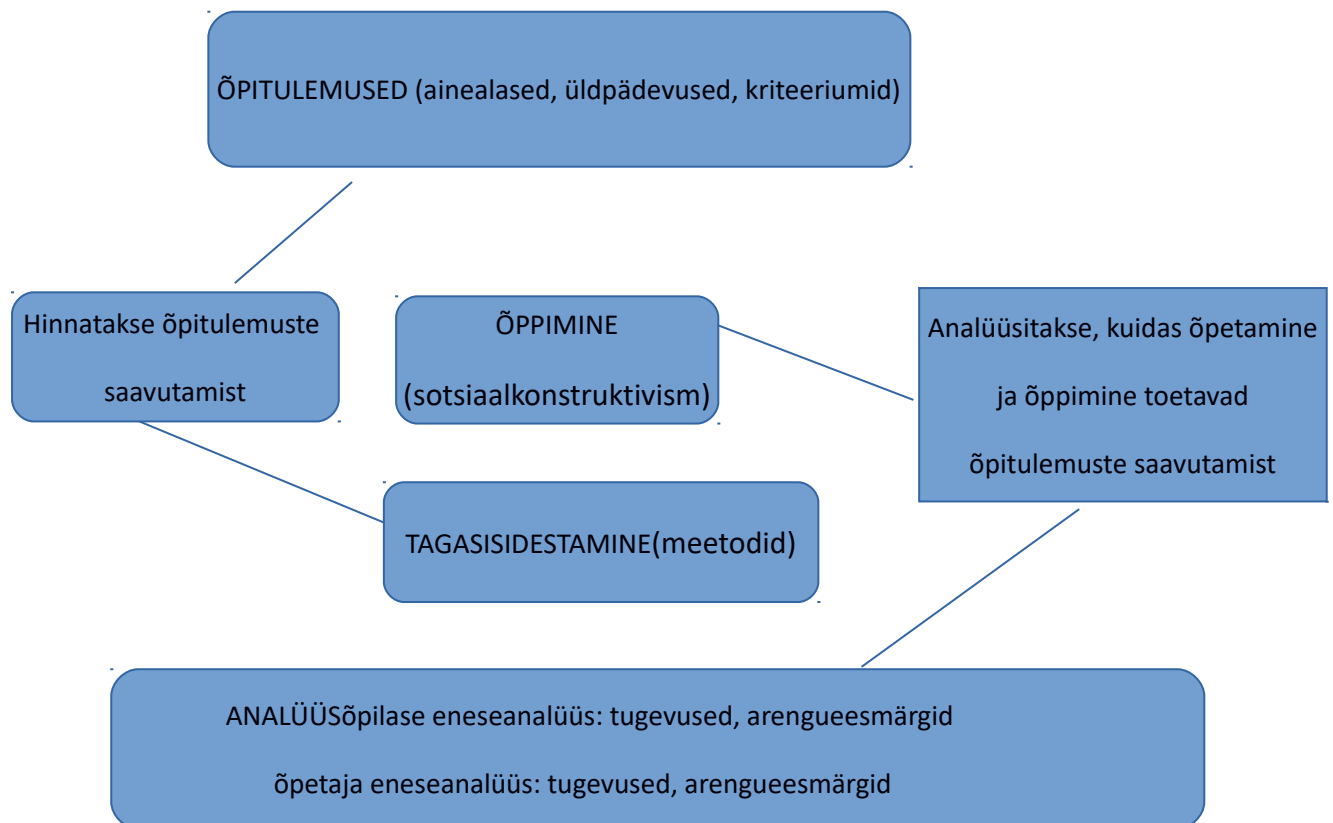 ÕPITULEMUSED (ainealased, üldpädevused, kriteeriumid)
Hinnatakse õpitulemuste
saavutamist
ÕPPIMINE
(sotsiaalkonstruktivism)
Analüüsitakse, kuidas õpetamine
ja õppimine toetavad
õpitulemuste saavutamist
TAGASISIDESTAMINE(meetodid)
ANALÜÜSõpilase eneseanalüüs: tugevused, arengueesmärgid
õpetaja eneseanalüüs: tugevused, arengueesmärgid